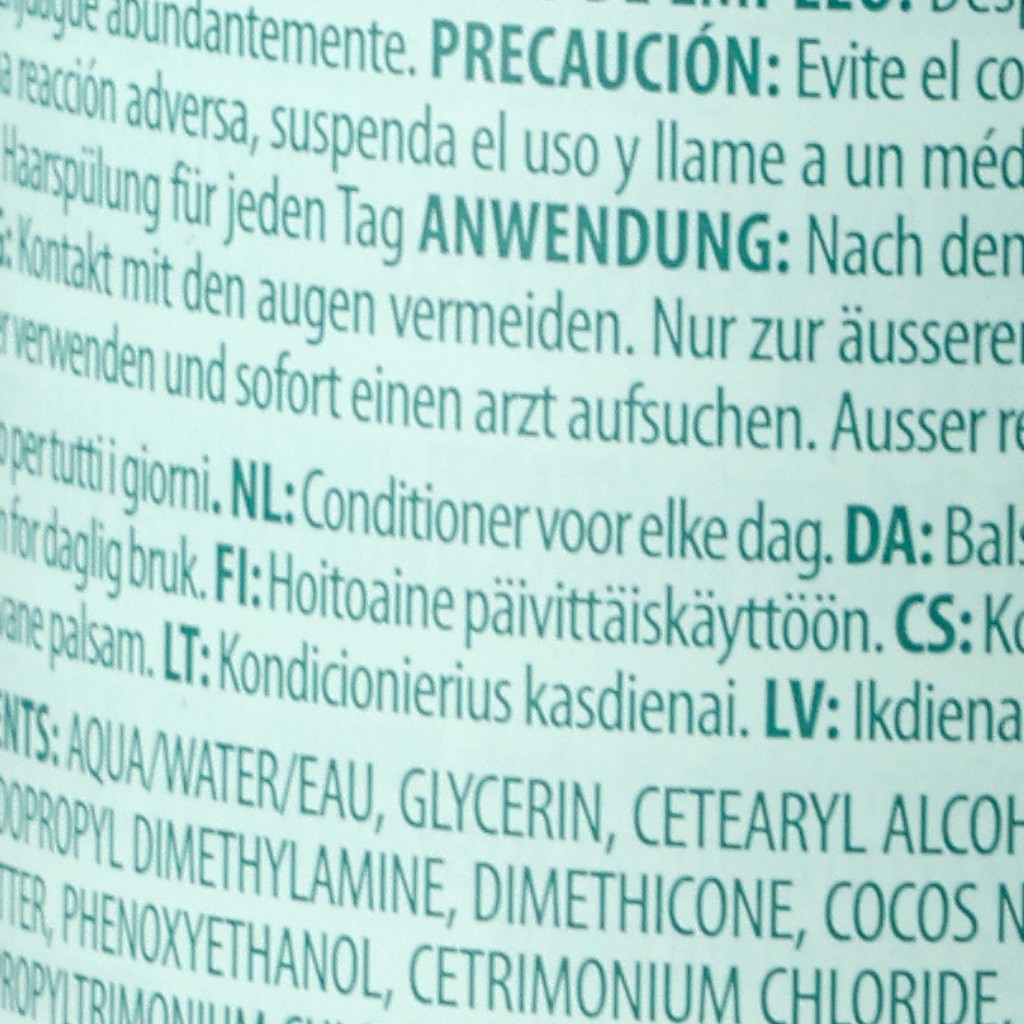 abundantemente. PRECAUCIÓN: Evite el co
reacción adversa, suspenda el uso y llame a un méd
Haarspülung für jeden Tag ANWENDUNG: Nach den
Kontakt mit den augen vermeiden. Nur zur äusseren
verwenden und sofort einen arzt aufsuchen. Ausser re
per tutti i giorni. NL: Conditioner voor elke dag. DA: Bals
for daglig bruk. FI: Hoitoaine päivittäiskäyttöön. CS: Ko
vane palsam. LT: Kondicionierius kasdienai. LV: Ikdiena
ENTS: AQUA/WATER/EAU, GLYCERIN, CETEARYL ALCOH
DOPROPYL DIMETHYLAMINE, DIMETHICONE, COCOS N
TTER, PHENOXYETHANOL, CETRIMONIUM CHLORIDE,